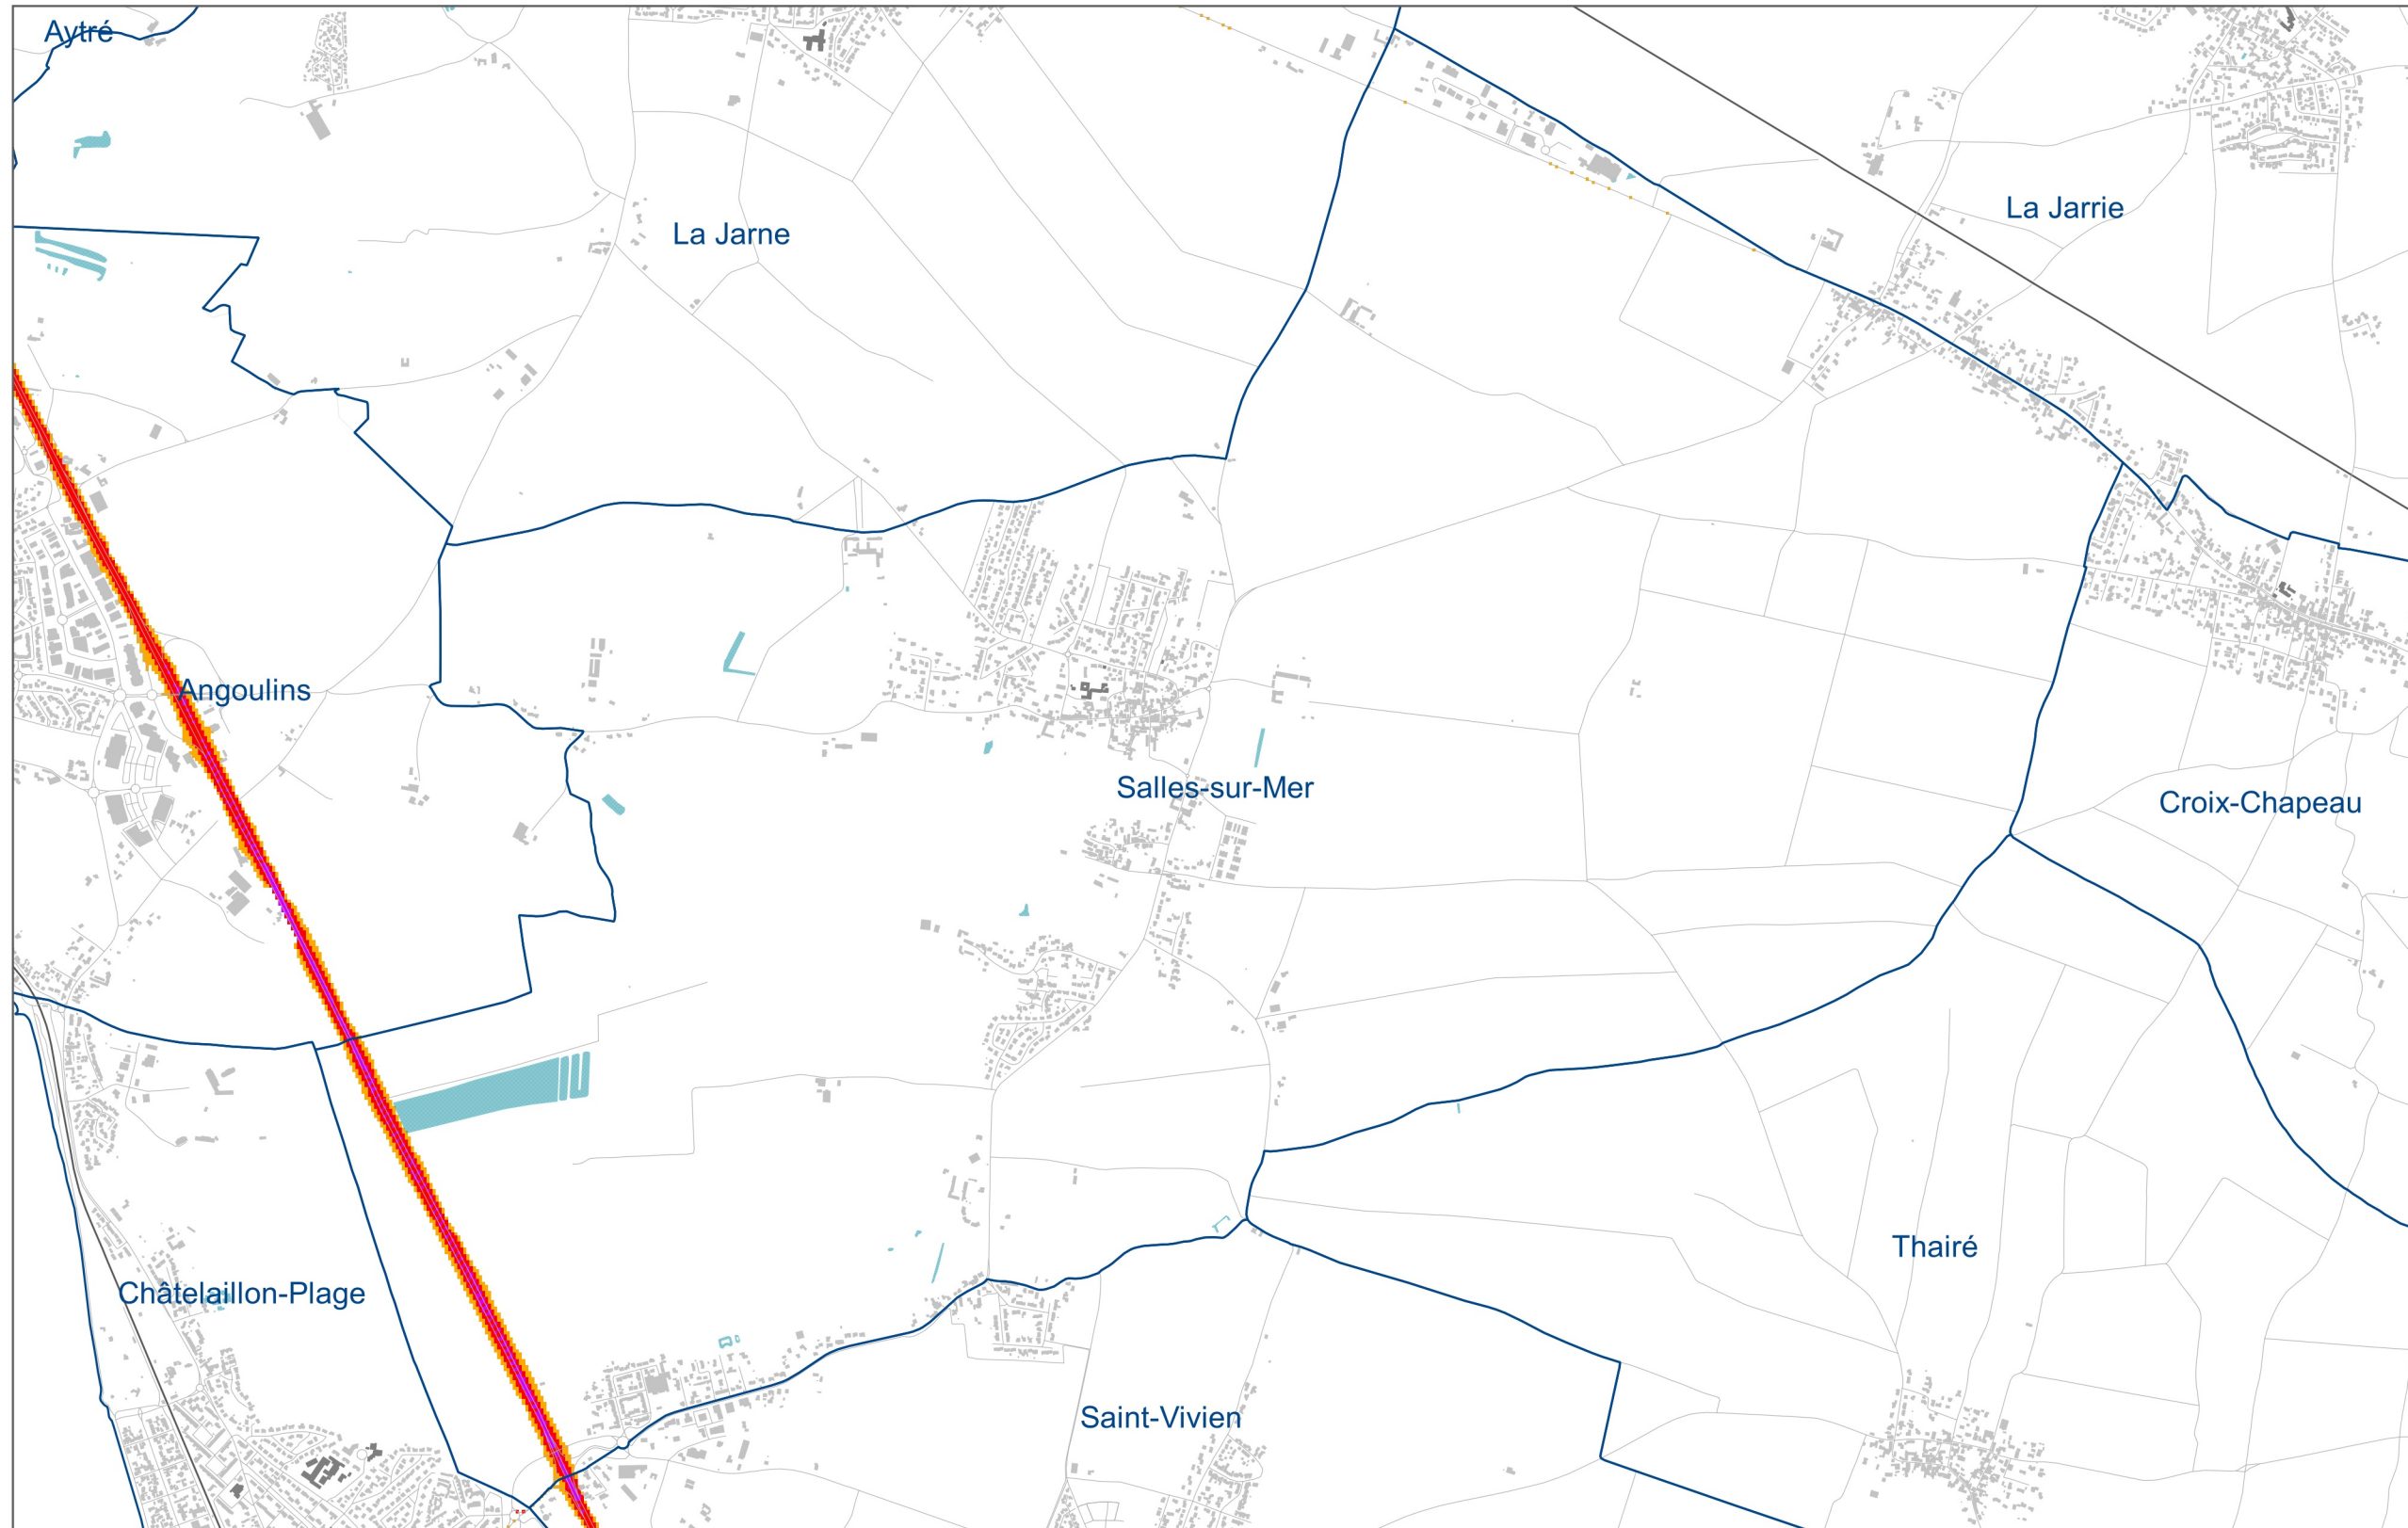 Aytré
La Jarne
La Jarrie
Angoulins
Salles-sur-Mer
Croix-Chapeau
Thairé
Châtelaillon-Plage
Saint-Vivien